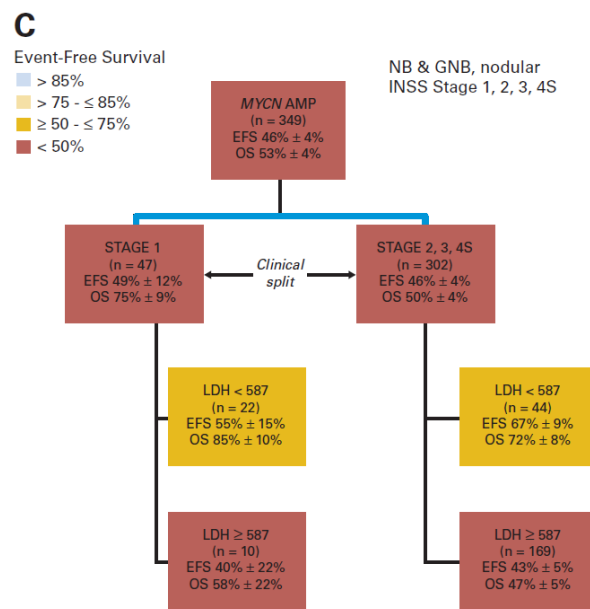 C
Event-Free Survival
> 85%
> 75 - ≤ 85%
≥ 50 - ≤ 75%
< 50%
NB & GNB, nodular
INSS Stage 1, 2, 3, 4S
MYCN AMP
(n = 349)
EFS 46% ± 4%
OS 53% ± 4%
STAGE 1
(n = 47)
EFS 49% ± 12%
OS 75% ± 9%
Clinical
split
STAGE 2, 3, 4S
(n = 302)
EFS 46% ± 4%
OS 50% ± 4%
LDH < 587
(n = 22)
EFS 55% ± 15%
OS 85% ± 10%
LDH < 587
(n = 44)
EFS 67% ± 9%
OS 72% ± 8%
LDH ≥ 587
(n = 10)
EFS 40% ± 22%
OS 58% ± 22%
LDH ≥ 587
(n = 169)
EFS 43% ± 5%
OS 47% ± 5%